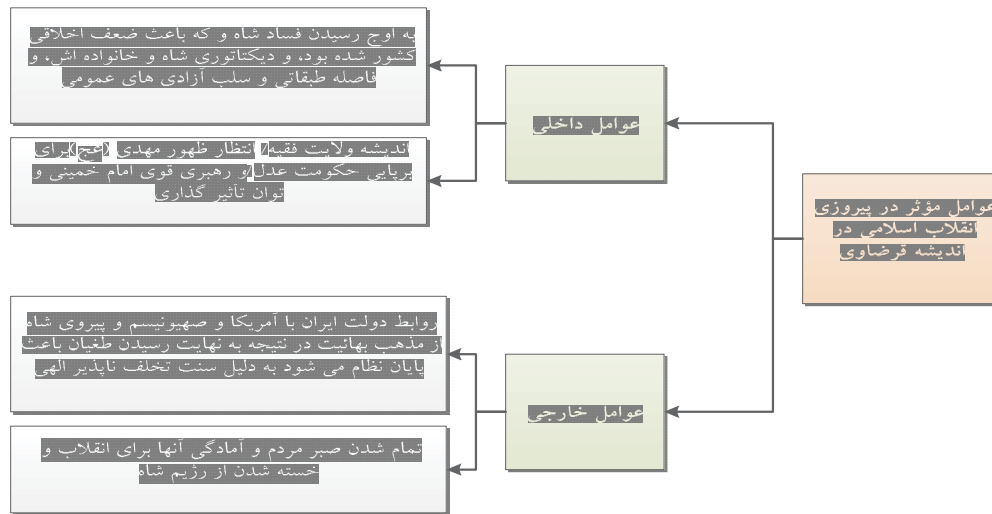 عوامل مؤثر در پیروزی
انقلاب اسلامی در
اندیشه قرضاوی
عوامل داخلی
به اوج رسیدن فساد شاه و که باعث ضعف اخلاقی
کشور شده بود، و دیکتاتوری شاه و خانواده اش، و
فاصله طبقاتی و سلب آزادی های عمومی
اندیشه ولایت فقیه/ انتظار ظهور مهدی (عج)برای
برپایی حکومت عدل/و رهبری قوی امام خمینی و
توان تأثیر گذاری
عوامل خارجی
روابط دولت ایران با آمریکا و صهیونیسم و پیروی شاه
از مذهب بهائیت در نتیجه به نهایت رسیدن طغیان باعث
پایان نظام می شود به دلیل سنت تخلف ناپذیر الهی
تمام شدن صبر مردم و آمادگی آنها برای انقلاب و
خسته شدن از رژیم شاه